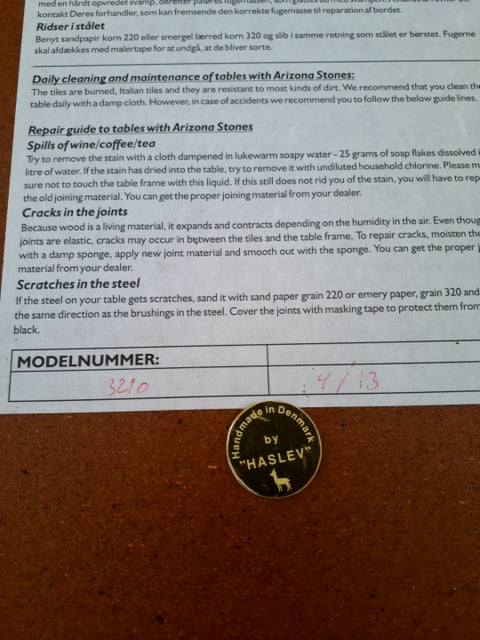 med en hårdt opvredet svamp, derefter påføres fugemassen, som glattes ud med svampen.
kontakt Deres forhandler, som kan fremsende den korrekte fugemasse til reparation af bordet.
Ridser i stålet
Benyt sandpapir korn 220 eller smergel lærred korn 320 og slib i samme retning som stålet er børstet. Fugerne
skal afdækkes med malertape for at undgå, at de bliver sorte.
Daily cleaning and maintenance of tables with Arizona Stones:
The tiles are burned, Italian tiles and they are resistant to most kinds of dirt. We recommend that you clean the
table daily with a damp cloth. However, in case of accidents we recommend you to follow the below guide lines.
Repair guide to tables with Arizona Stones
Spills of wine/coffee/tea
Try to remove the stain with a cloth dampened in lukewarm soapy water - 25 grams of soap flakes dissolved i
litre of water. If the stain has dried into the table, try to remove it with undiluted household chlorine. Please m
sure not to touch the table frame with this liquid. If this still does not rid you of the stain, you will have to rep
the old joining material. You can get the proper joining material from your dealer.
Cracks in the joints
Because wood is a living material, it expands and contracts depending on the humidity in the air. Even thoug
joints are elastic, cracks may occur in between the tiles and the table frame. To repair cracks, moisten the
with a damp sponge, apply new joint material and smooth out with the sponge. You can get the proper j
material from your dealer.
Scratches in the steel
If the steel on your table gets scratches, sand it with sand paper grain 220 or emery paper, grain 320 and
the same direction as the brushings in the steel. Cover the joints with masking tape to protect them from
black.
MODELNUMMER:
3210
4/13
Handmade in Denmark
by
"HASLEV"